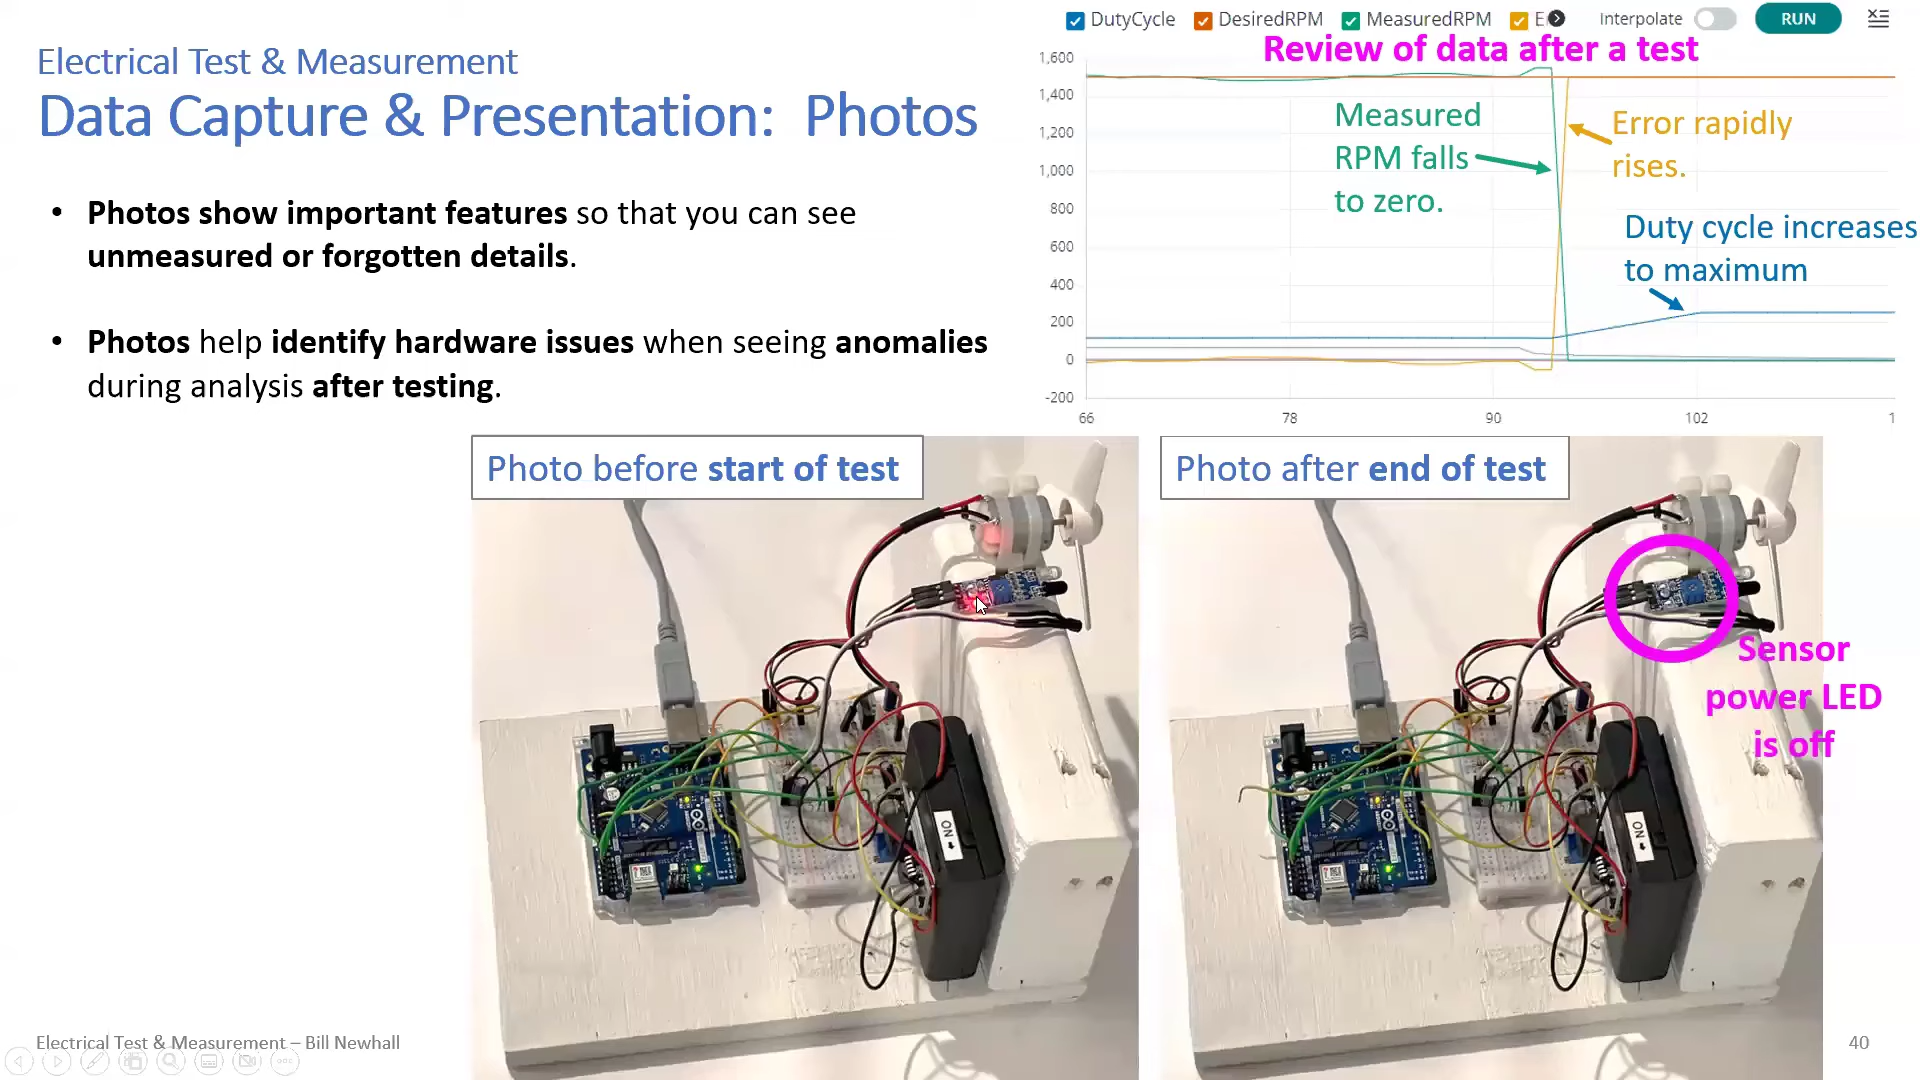 DutyCycle DesiredRPM MeasuredRPM E Interpolate RUN
Review of data after a test
Electrical Test & Measurement
Data Capture & Presentation: Photos
• Photos show important features so that you can see
unmeasured or forgotten details.
• Photos help identify hardware issues when seeing anomalies
during analysis after testing.
1,600
1,400
1,200
1,000
800
600
400
200
0
-200
66 78 90 102 1
Measured
RPM falls
to zero.
Error rapidly
rises.
Duty cycle increases
to maximum
Photo before start of test
Photo after end of test
Sensor
power LED
is off
ON
ON
Electrical Test & Measurement – Bill Newhall
40